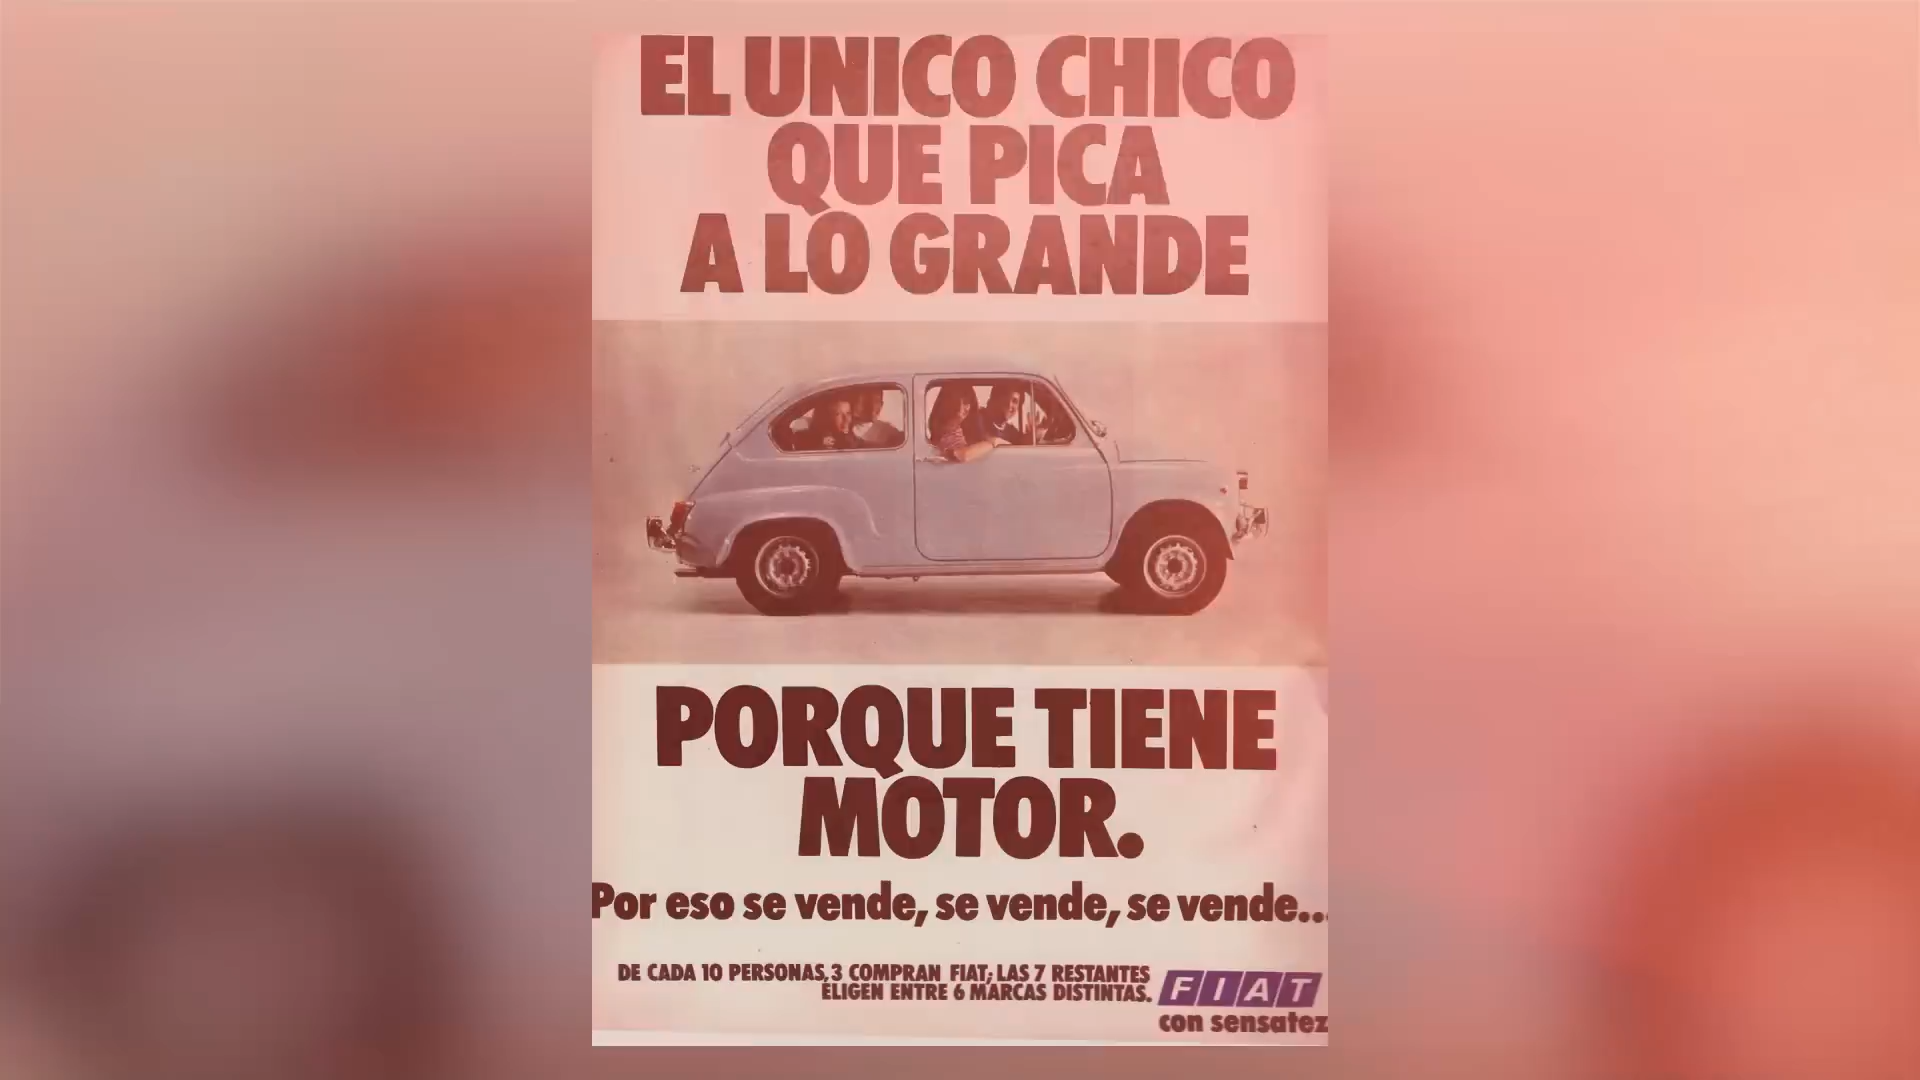 EL UNICO CHICO
QUE PICA
A LO GRANDE
PORQUE TIENE
MOTOR.
Por eso se vende, se vende, se vende...
DE CADA 10 PERSONAS, 3 COMPRAN FIAT; LAS 7 RESTANTES
ELIGEN ENTRE 6 MARCAS DISTINTAS.
FIAT
con sensatez